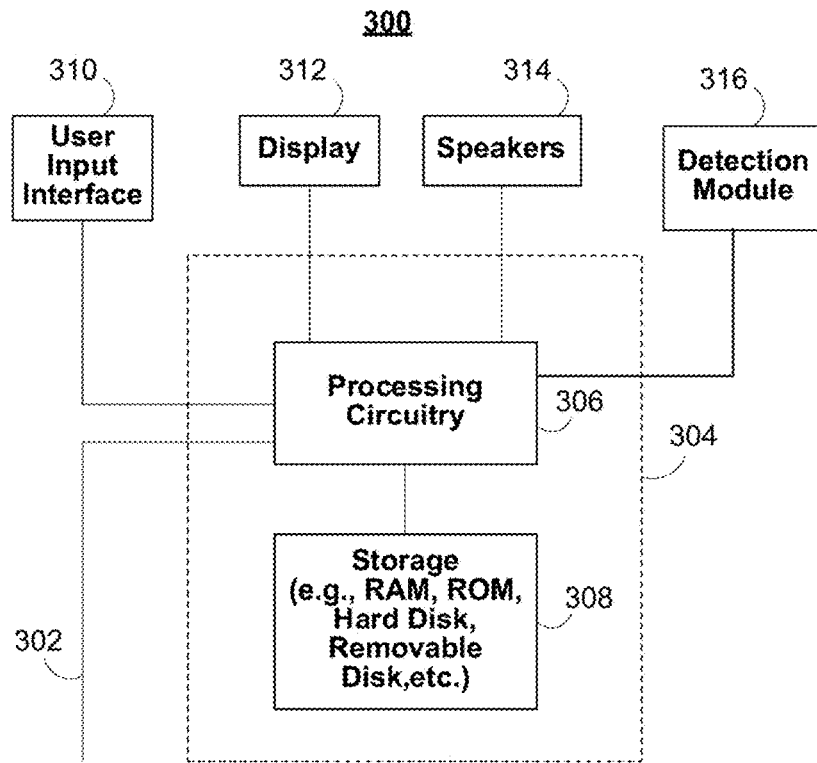 300
310
312
314
316
User
Input
Interface
Display
Speakers
Detection
Module
Processing
Circuitry
306
304
Storage
(e.g., RAM, ROM,
Hard Disk,
Removable
Disk,etc.)
308
302